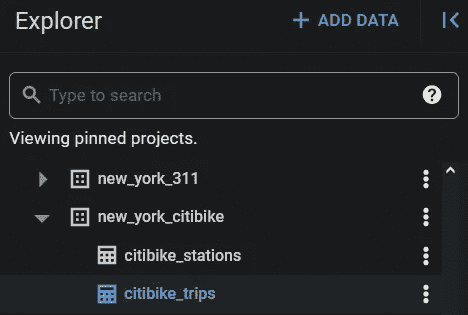 Explorer + ADD DATA
Type to search ?
Viewing pinned projects.
new_york_311
new_york_citibike
citibike_stations
citibike_trips